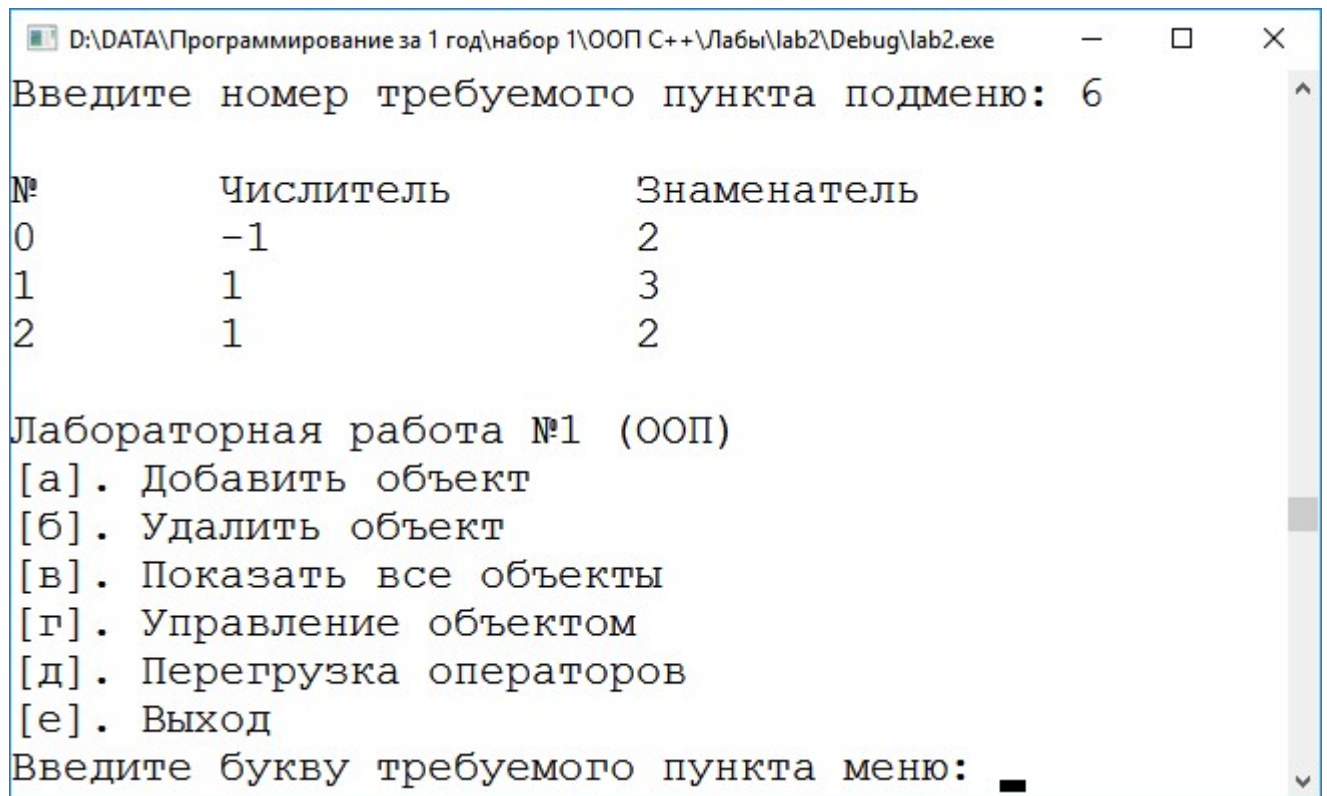 D:\DATA\Программирование за 1 год\набор 1\ООП C++\Лабы\lab2\Debug\lab2.exe
Введите номер требуемого пункта подменю: 6
№ Числитель Знаменатель
0 -1 2
1 1 3
2 1 2
Лабораторная работа №1 (ООП)
[а]. Добавить объект
[б]. Удалить объект
[в]. Показать все объекты
[г]. Управление объектом
[д]. Перегрузка операторов
[е]. Выход
Введите букву требуемого пункта меню: